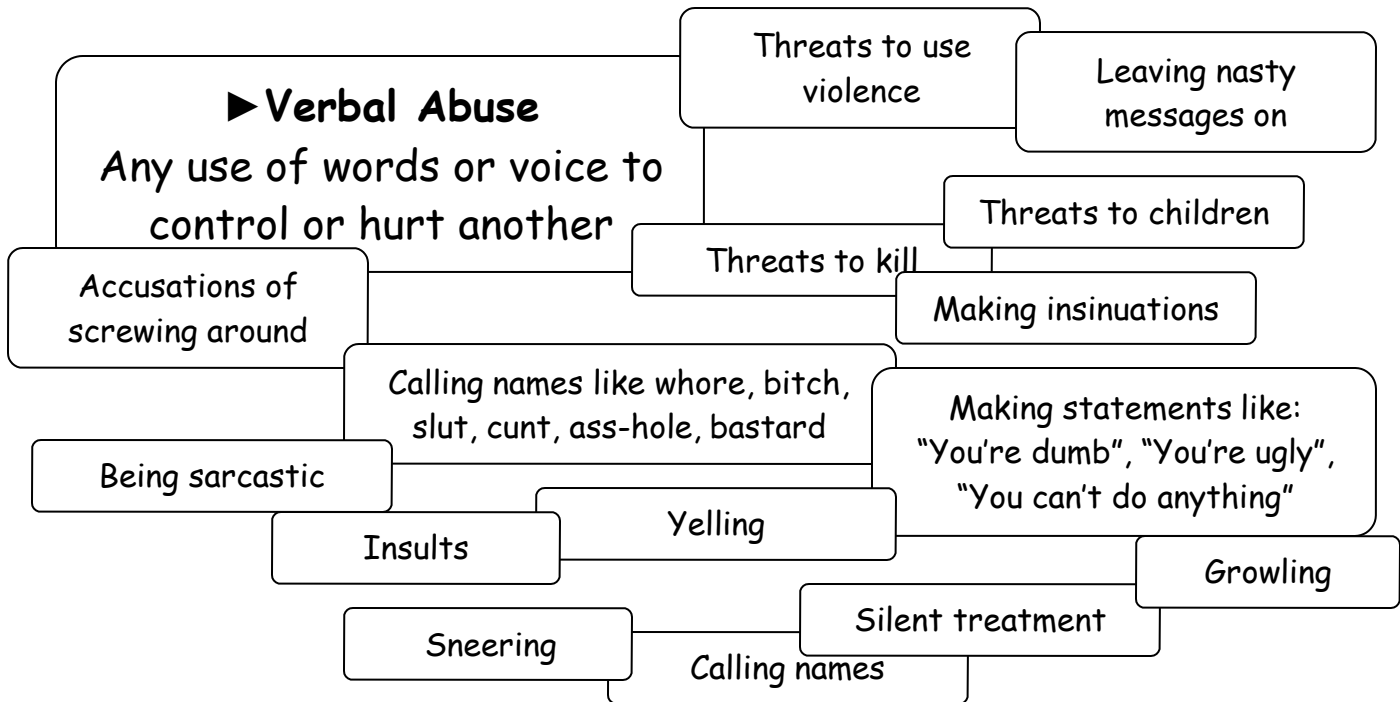 Threats to use
violence
Leaving nasty
messages on
►Verbal Abuse
Any use of words or voice to
control or hurt another
Threats to children
Threats to kill
Accusations of
screwing around
Making insinuations
Calling names like whore, bitch,
slut, cunt, ass-hole, bastard
Making statements like:
“You’re dumb”, “You’re ugly”,
“You can’t do anything”
Being sarcastic
Yelling
Insults
Growling
Silent treatment
Sneering
Calling names